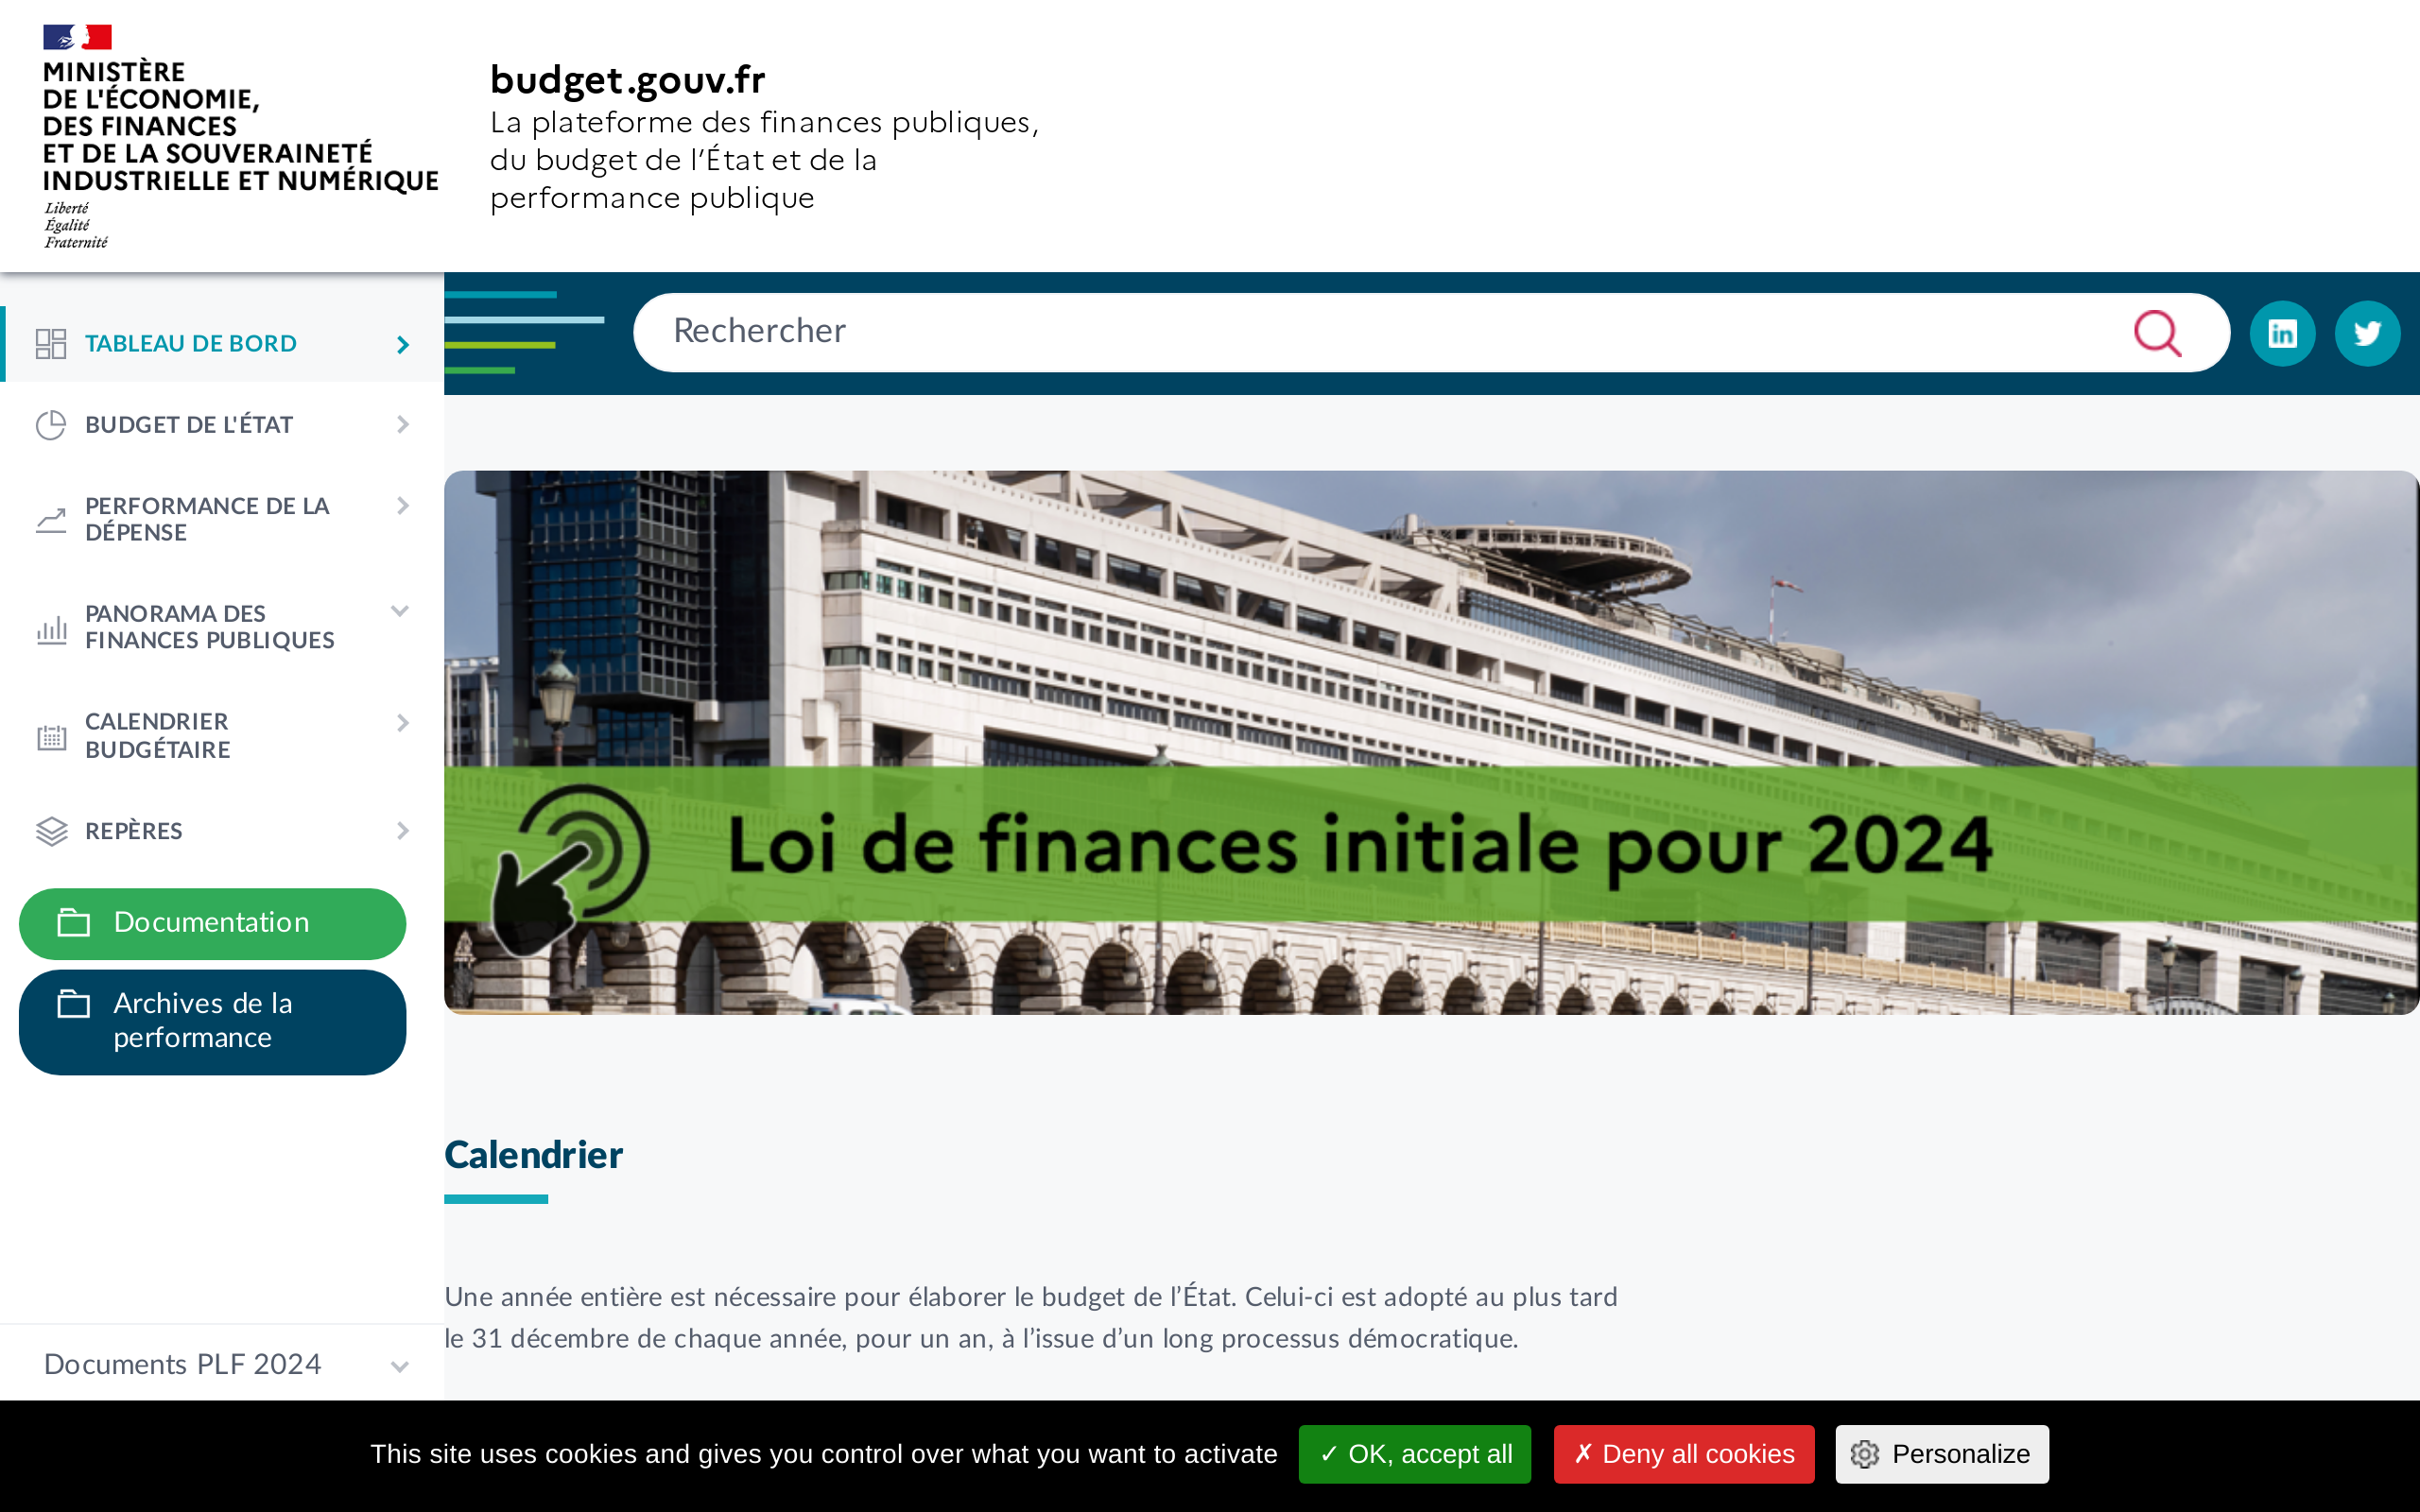 MINISTÈRE
DE L'ÉCONOMIE,
DES FINANCES
ET DE LA SOUVERAINETÉ
INDUSTRIELLE ET NUMÉRIQUE
Liberté
Égalité
Fraternité
budget.gouv.fr
La plateforme des finances publiques,
du budget de l’État et de la
performance publique
TABLEAU DE BORD
BUDGET DE L'ÉTAT
PERFORMANCE DE LA
DÉPENSE
PANORAMA DES
FINANCES PUBLIQUES
CALENDRIER
BUDGÉTAIRE
REPÈRES
Documentation
Archives de la
performance
Documents PLF 2024
Rechercher
Loi de finances initiale pour 2024
Calendrier
Une année entière est nécessaire pour élaborer le budget de l’État. Celui-ci est adopté au plus tard
le 31 décembre de chaque année, pour un an, à l’issue d’un long processus démocratique.
This site uses cookies and gives you control over what you want to activate
✓ OK, accept all
✗ Deny all cookies
Personalize